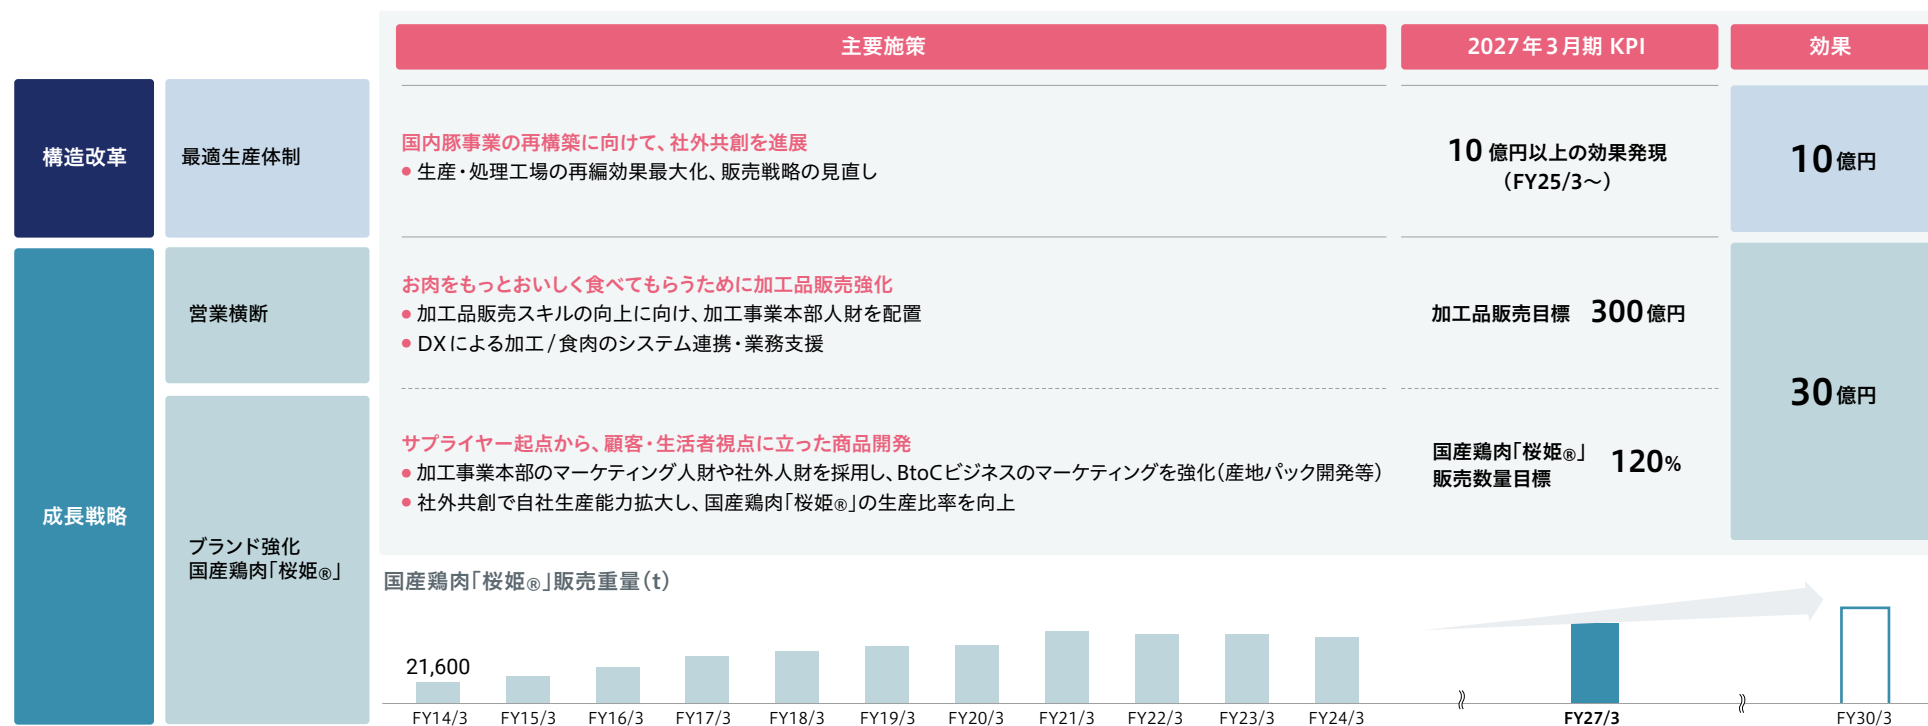 主要施策
2027年3月期 KPI
効果
構造改革
最適生産体制
国内豚事業の再構築に向けて、社外共創を進展
● 生産・処理工場の再編効果最大化、販売戦略の見直し
10億円以上の効果発現
（FY25/3～）
10億円
成長戦略
営業横断
お肉をもっとおいしく食べてもらうために加工品販売強化
● 加工品販売スキルの向上に向け、加工事業本部人財を配置
● DXによる加工/食肉のシステム連携・業務支援
加工品販売目標 300億円
30億円
ブランド強化
国産鶏肉「桜姫®」
サプライヤー起点から、顧客・生活者視点に立った商品開発
● 加工事業本部のマーケティング人財や社外人財を採用し、BtoCビジネスのマーケティングを強化（産地パック開発等）
● 社外共創で自社生産能力拡大し、国産鶏肉「桜姫®」の生産比率を向上
国産鶏肉「桜姫®」
販売数量目標 120%
国産鶏肉「桜姫®」販売重量（t）
21,600
FY14/3 FY15/3 FY16/3 FY17/3 FY18/3 FY19/3 FY20/3 FY21/3 FY22/3 FY23/3 FY24/3 FY27/3 FY30/3